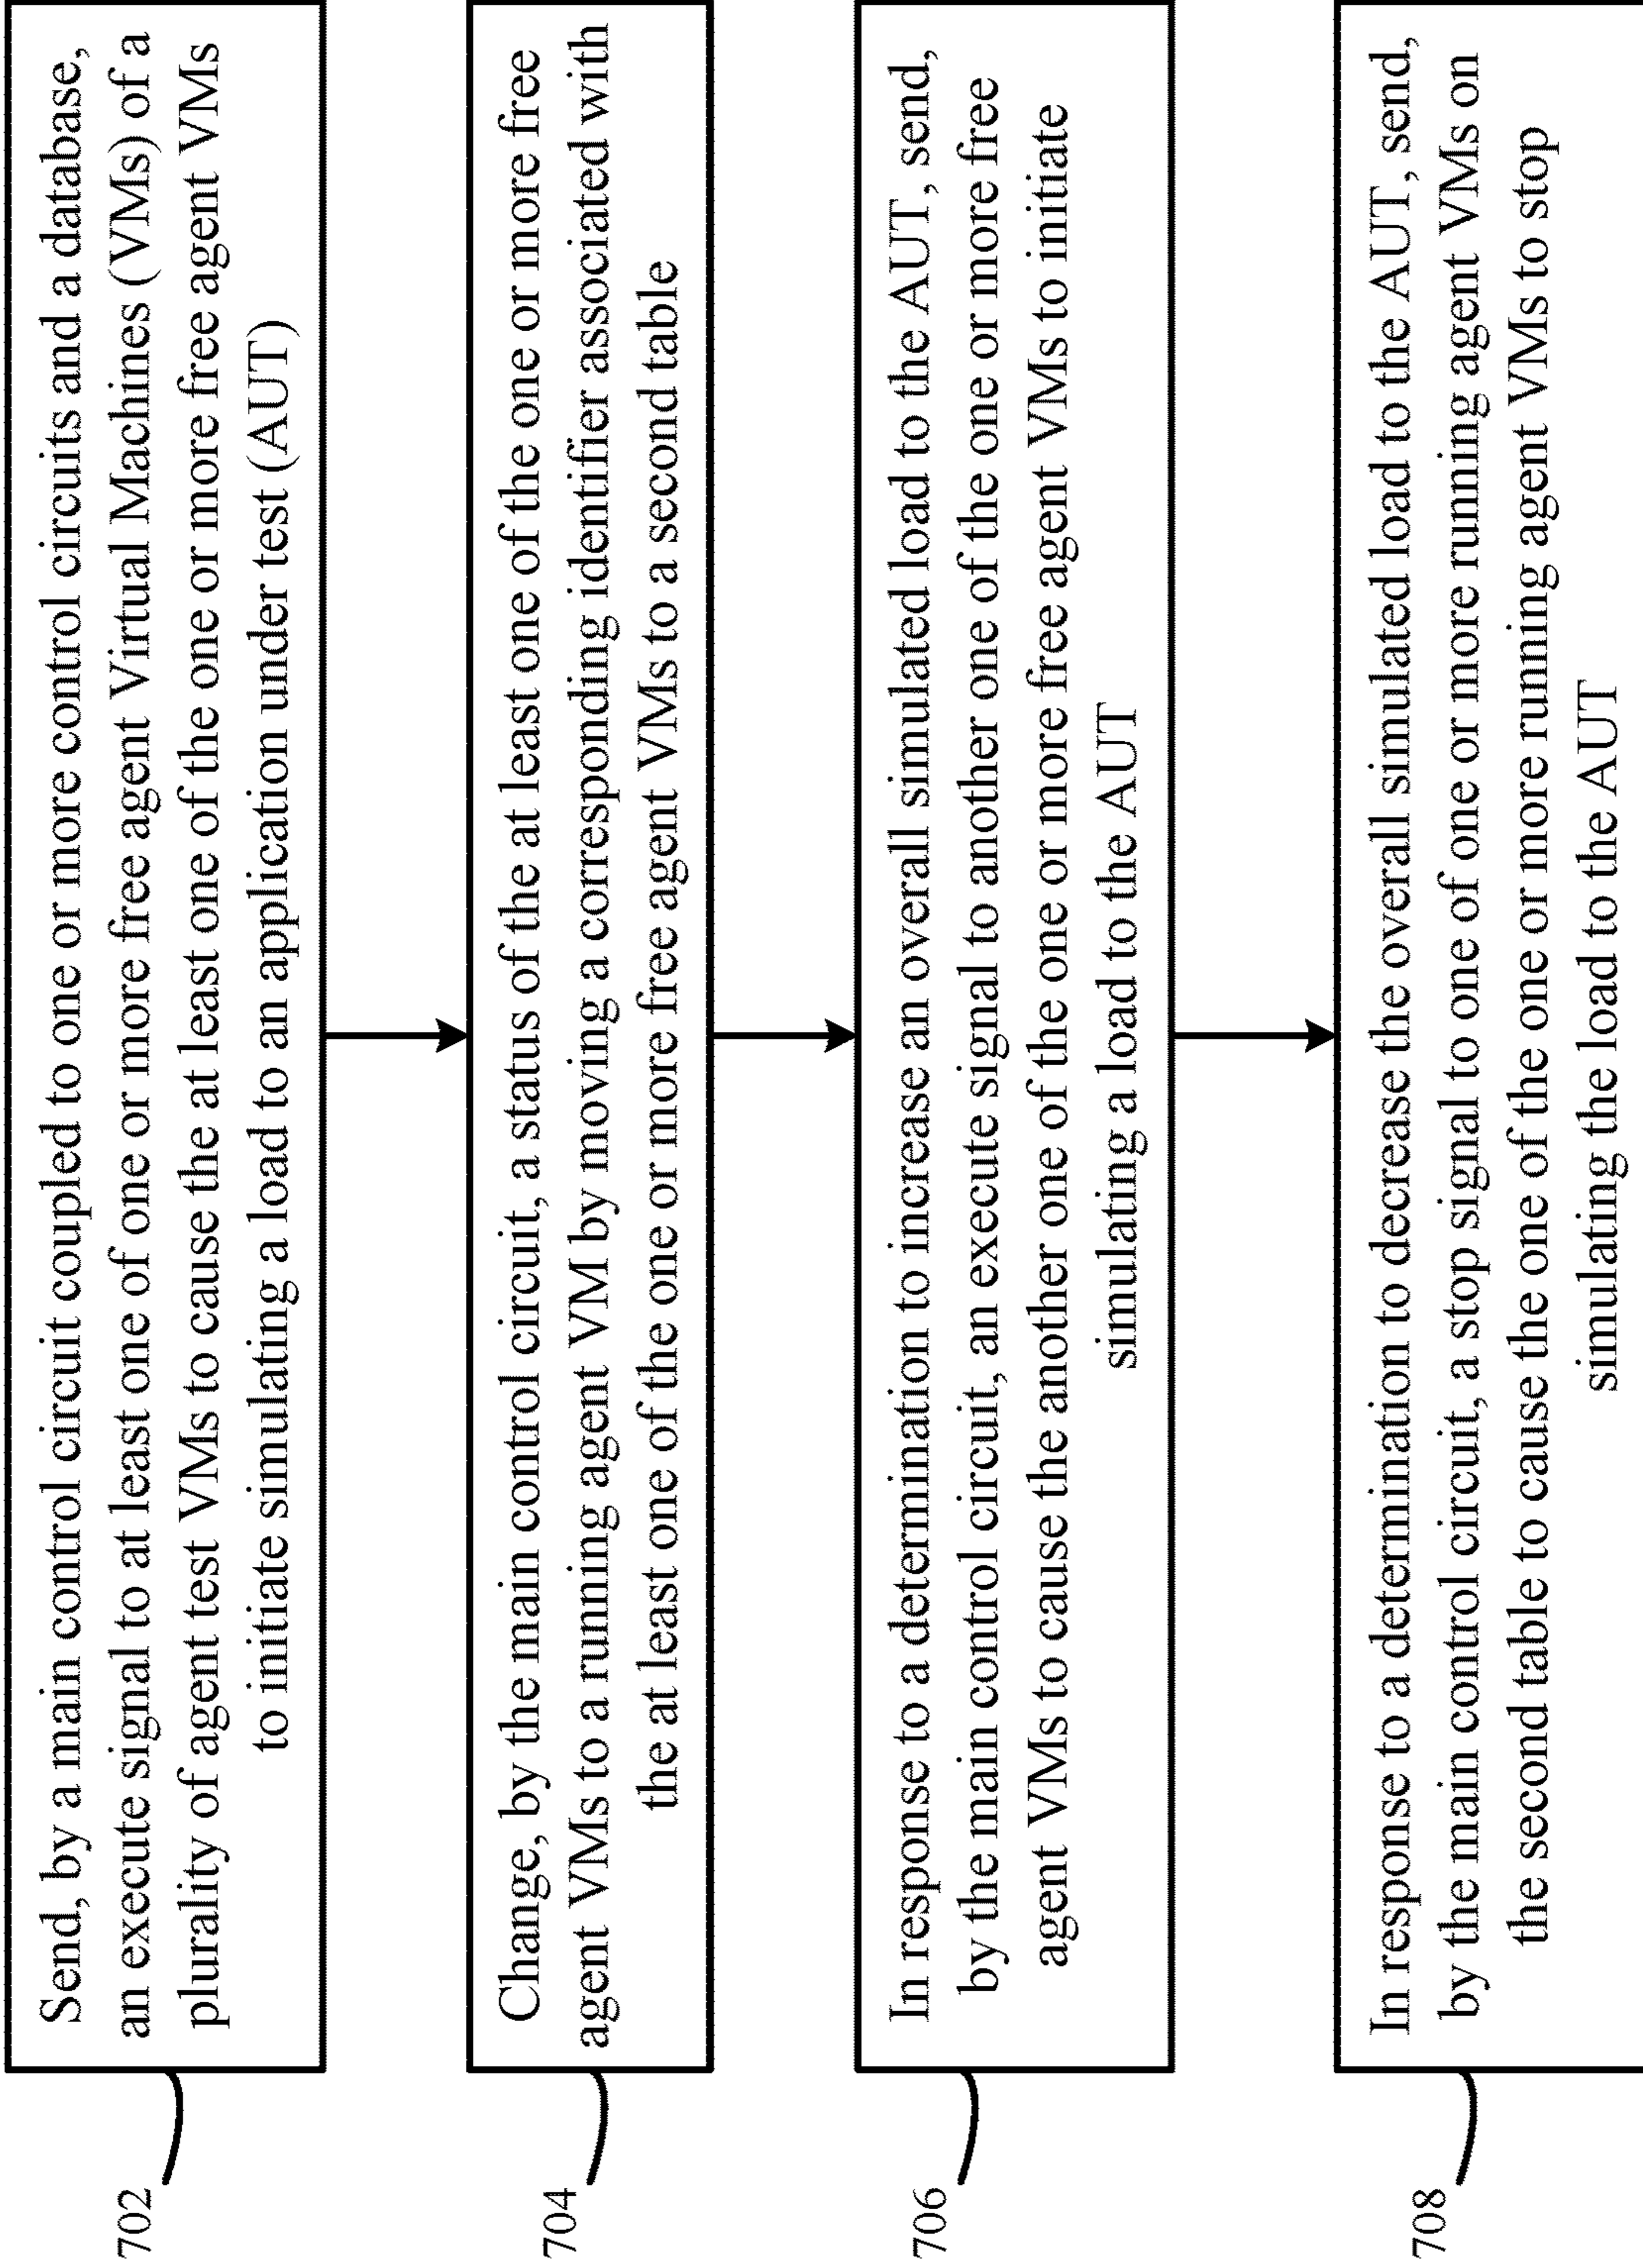 702
Send, by a main control circuit coupled to one or more control circuits and a database,
an execute signal to at least one of one or more free agent Virtual Machines (VMs) of a
plurality of agent test VMs to cause the at least one of the one or more free agent VMs
to initiate simulating a load to an application under test (AUT)
704
Change, by the main control circuit, a status of the at least one of the one or more free
agent VMs to a running agent VM by moving a corresponding identifier associated with
the at least one of the one or more free agent VMs to a second table
706
In response to a determination to increase an overall simulated load to the AUT, send,
by the main control circuit, an execute signal to another one of the one or more free
agent VMs to cause the another one of the one or more free agent VMs to initiate
simulating a load to the AUT
708
In response to a determination to decrease the overall simulated load to the AUT, send,
by the main control circuit, a stop signal to one of one or more running agent VMs on
the second table to cause the one of the one or more running agent VMs to stop
simulating the load to the AUT